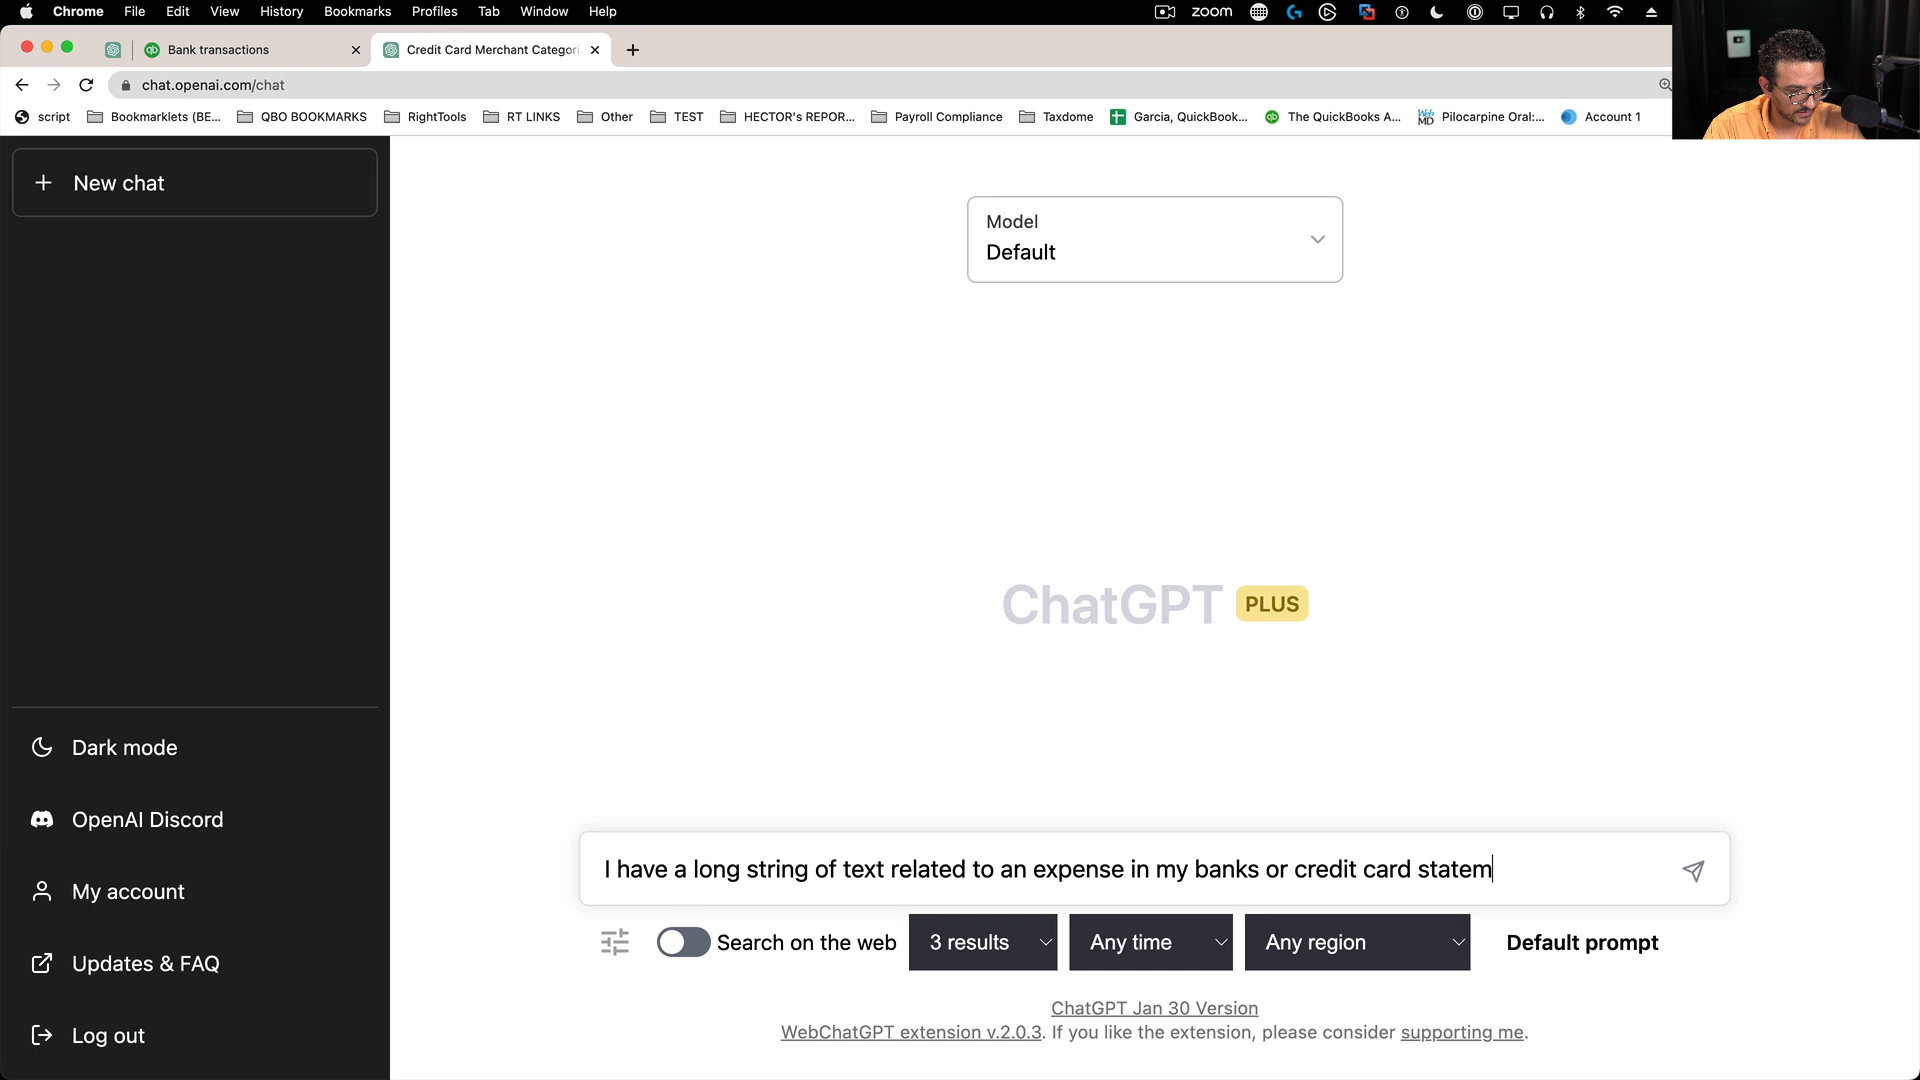 Chrome File Edit View History Bookmarks Profiles Tab Window Help zoom
Bank transactions
Credit Card Merchant Categori
chat.openai.com/chat
script Bookmarklets (BE... QBO BOOKMARKS RightTools RT LINKS Other TEST HECTOR's REPOR... Payroll Compliance Taxdome Garcia, QuickBook... The QuickBooks A... Pilocarpine Oral:... Account 1
New chat
Model
Default
ChatGPT PLUS
Dark mode
OpenAI Discord
My account
Updates & FAQ
Log out
I have a long string of text related to an expense in my banks or credit card statem
Search on the web 3 results Any time Any region Default prompt
ChatGPT Jan 30 Version
WebChatGPT extension v.2.0.3. If you like the extension, please consider supporting me.